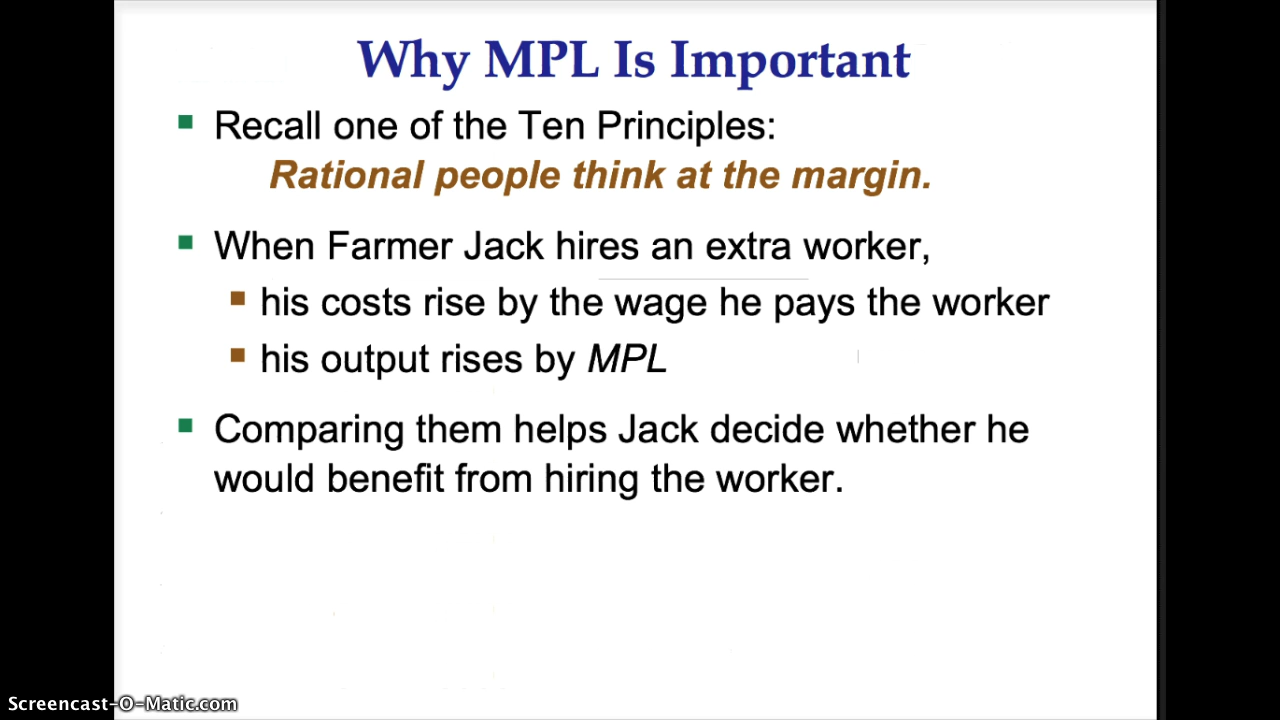 Why MPL Is Important
Recall one of the Ten Principles:
Rational people think at the margin.
When Farmer Jack hires an extra worker,
his costs rise by the wage he pays the worker
his output rises by MPL
Comparing them helps Jack decide whether he
would benefit from hiring the worker.
Screencast-O-Matic.com